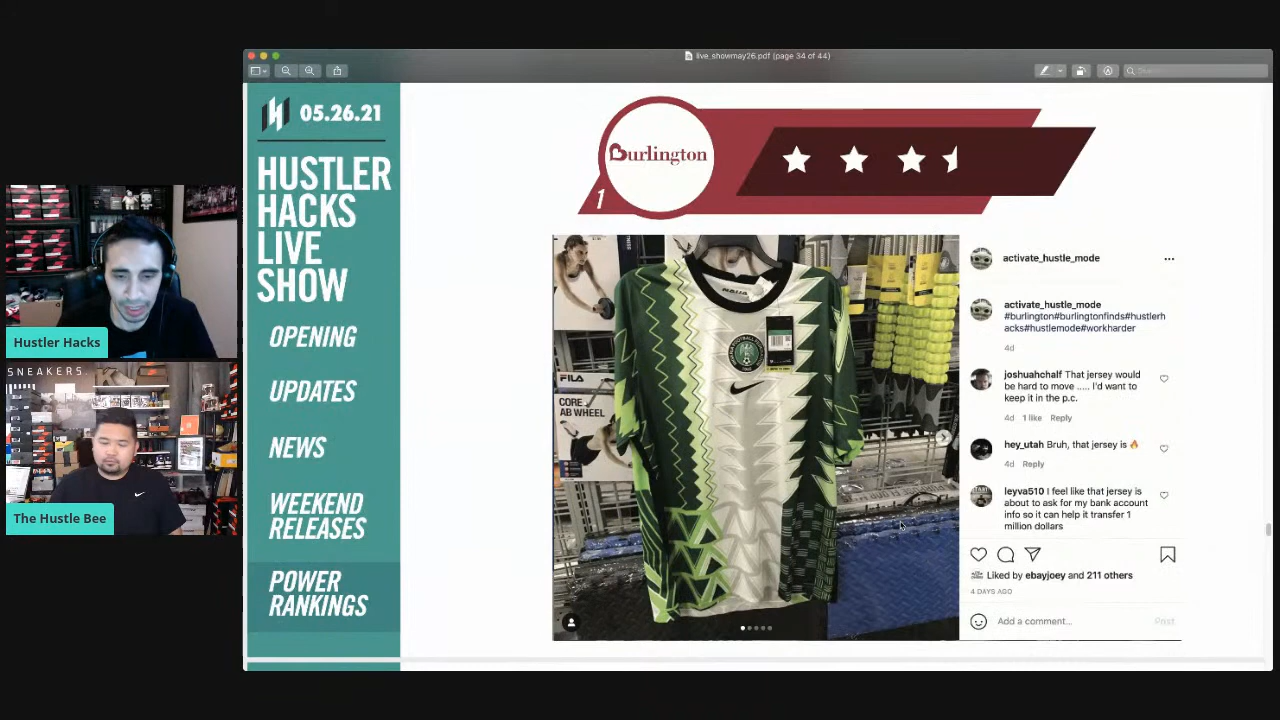 live_showmay26.pdf (page 34 of 44)
Search
05.26.21
HUSTLER
HACKS
LIVE
SHOW
OPENING
UPDATES
NEWS
WEEKEND
RELEASES
POWER
RANKINGS
SNEAKERS.
Hustler Hacks
The Hustle Bee
1
Burlington
NAIJA
FILA
CORE
AB WHEEL
activate_hustle_mode
activate_hustle_mode
#burlington#burlingtonfinds#hustlerh
acks#hustlemode#workharder
4d
joshuahchalf That jersey would
be hard to move ..... I'd want to
keep it in the p.c.
4d 1 like Reply
hey_utah Bruh, that jersey is 🔥
4d Reply
leyva510 I feel like that jersey is
about to ask for my bank account
info so it can help it transfer 1
million dollars
Liked by ebayjoey and 211 others
4 DAYS AGO
Add a comment...
Post